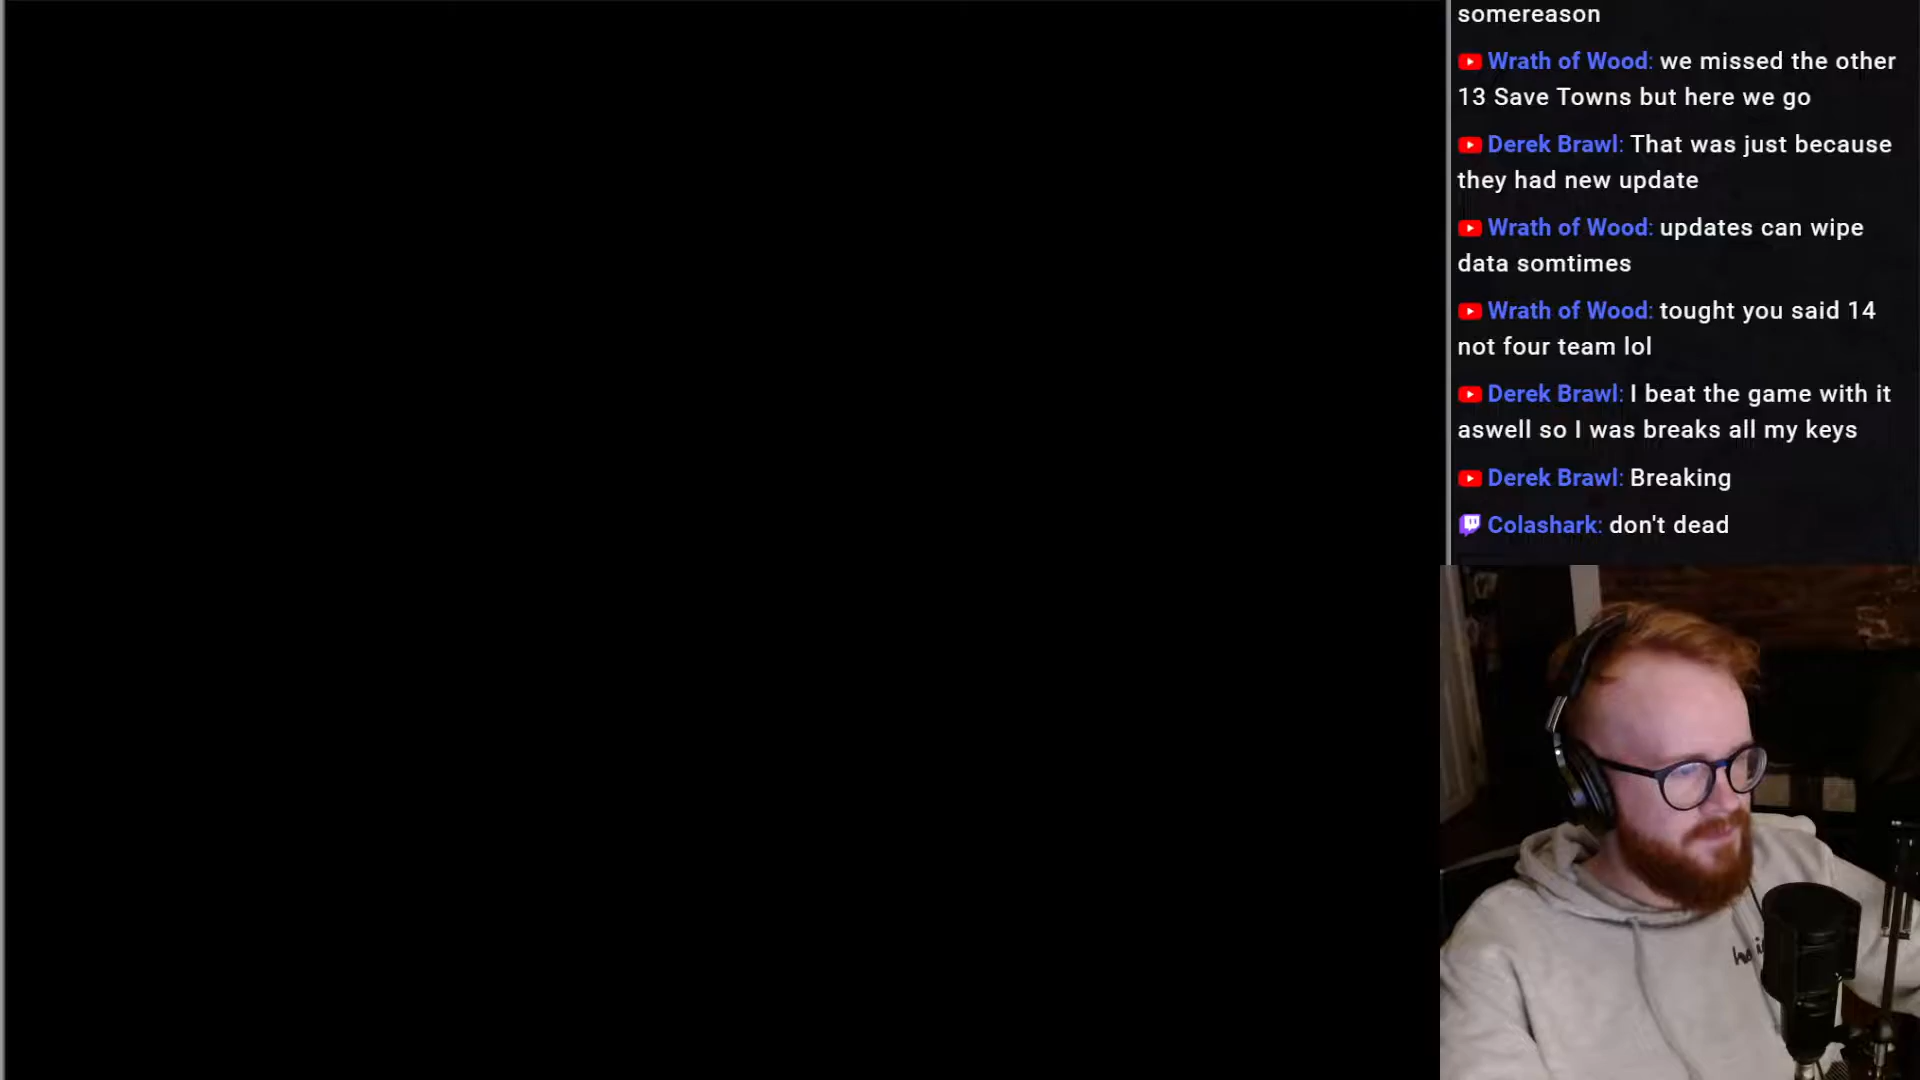 somereason
Wrath of Wood: we missed the other
13 Save Towns but here we go
Derek Brawl: That was just because
they had new update
Wrath of Wood: updates can wipe
data somtimes
Wrath of Wood: tought you said 14
not four team lol
Derek Brawl: I beat the game with it
aswell so I was breaks all my keys
Derek Brawl: Breaking
Colashark: don't dead